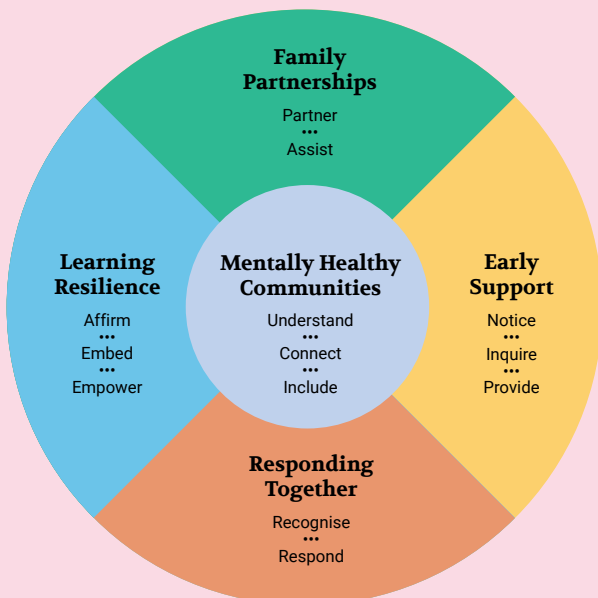 Family
Partnerships
Partner
•••
Assist
Learning
Resilience
Affirm
•••
Embed
•••
Empower
Mentally Healthy
Communities
Understand
•••
Connect
•••
Include
Early
Support
Notice
•••
Inquire
•••
Provide
Responding
Together
Recognise
•••
Respond